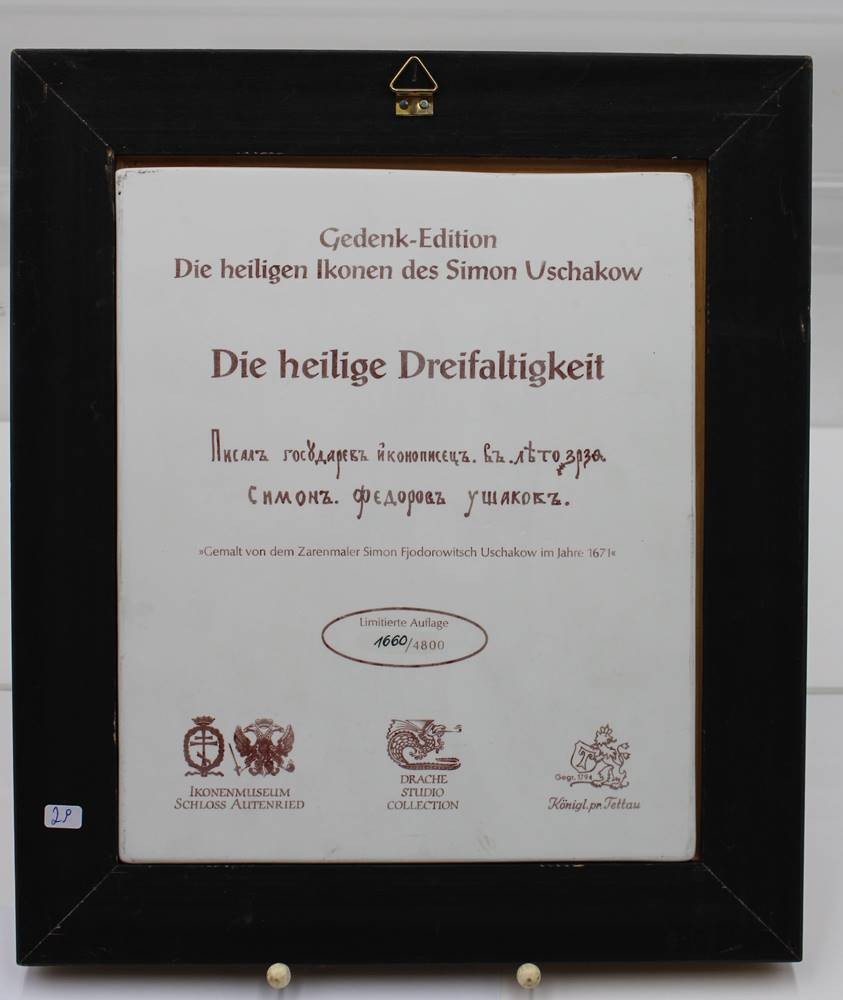 Gedenk-Edition
Die heiligen Ikonen des Simon Uschakow
Die heilige Dreifaltigkeit
Писалъ государевъ иконописецъ. въ. лѣто
симонъ. федоровъ ушаковъ.
»Gemalt von dem Zarenmaler Simon Fjodorowitsch Uschakow im Jahre 1671«
Limitierte Auflage
1660/4800
IKONENMUSEUM
SCHLOSS AUTENRIED
DRACHE
STUDIO
COLLECTION
Gegr. 1794
Königl. pr. Tettau